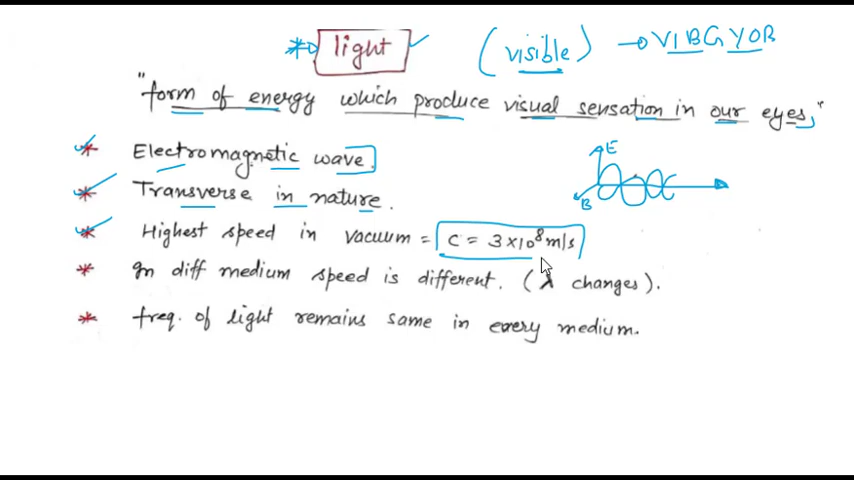 light (visible) → VIBGYOR
"form of energy which produce visual sensation in our eyes,"
* Electromagnetic wave
* Transverse in nature.
E
B
* Highest speed in vacuum = c = 3×10⁸ m/s
* In diff medium speed is different. (λ changes).
* freq. of light remains same in every medium.